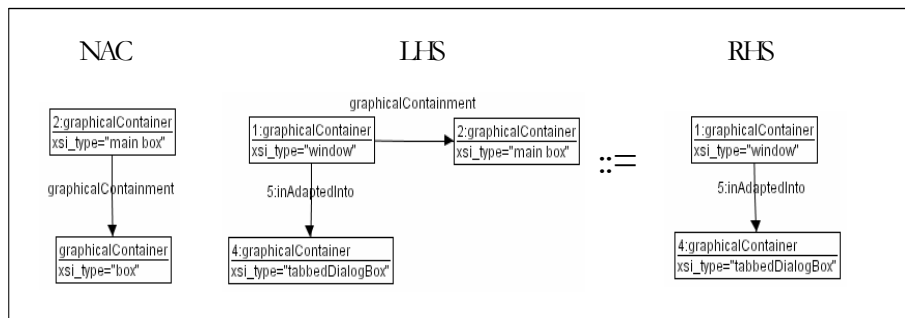 NAC
LHS
RHS
2:graphicalContainer
xsi_type="main box"
graphicalContainment
graphicalContainer
xsi_type="box"
graphicalContainment
1:graphicalContainer
xsi_type="window"
2:graphicalContainer
xsi_type="main box"
5:inAdaptedInto
4:graphicalContainer
xsi_type="tabbedDialogBox"
::=
1:graphicalContainer
xsi_type="window"
5:inAdaptedInto
4:graphicalContainer
xsi_type="tabbedDialogBox"